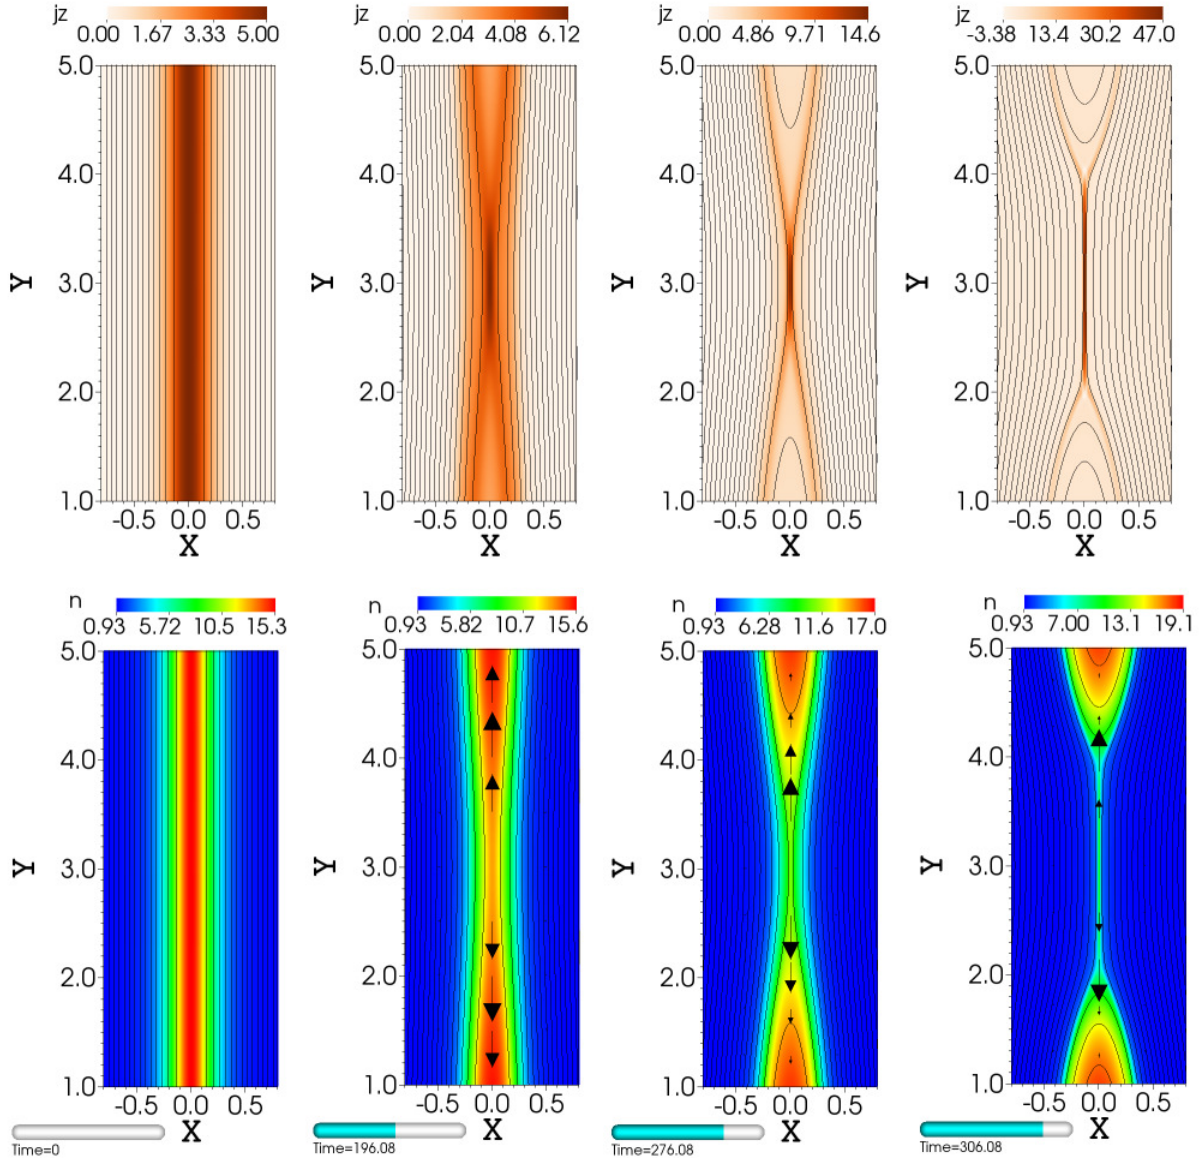 jz
0.00 1.67 3.33 5.00
jz
0.00 2.04 4.08 6.12
jz
0.00 4.86 9.71 14.6
jz
-3.38 13.4 30.2 47.0
5.0
4.0
3.0
2.0
1.0
Y
-0.5 0.0 0.5
X
5.0
4.0
3.0
2.0
1.0
Y
-0.5 0.0 0.5
X
5.0
4.0
3.0
2.0
1.0
Y
-0.5 0.0 0.5
X
5.0
4.0
3.0
2.0
1.0
Y
-0.5 0.0 0.5
X
n
0.93 5.72 10.5 15.3
n
0.93 5.82 10.7 15.6
n
0.93 6.28 11.6 17.0
n
0.93 7.00 13.1 19.1
5.0
4.0
3.0
2.0
1.0
Y
-0.5 0.0 0.5
X
Time=0
5.0
4.0
3.0
2.0
1.0
Y
-0.5 0.0 0.5
X
Time=196.08
5.0
4.0
3.0
2.0
1.0
Y
-0.5 0.0 0.5
X
Time=276.08
5.0
4.0
3.0
2.0
1.0
Y
-0.5 0.0 0.5
X
Time=306.08